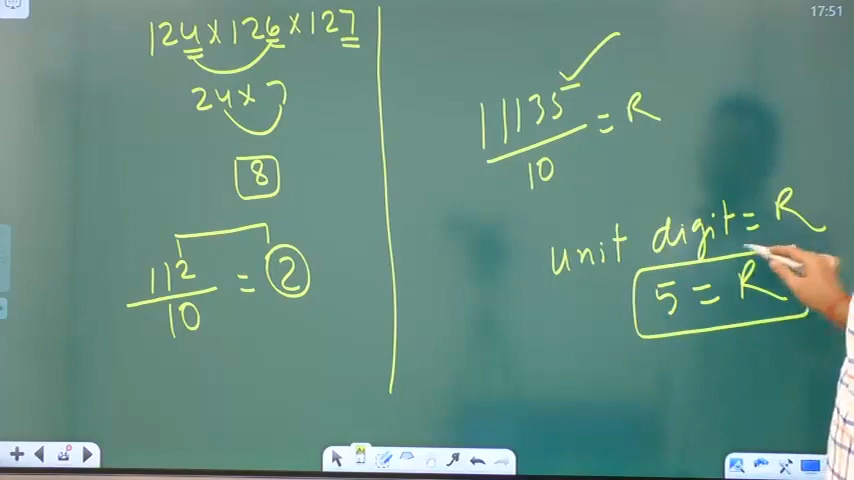 17:51
124 × 126 × 127
24 × 7
8
112/10 = 2
11135/10 = R
unit digit = R
5 = R